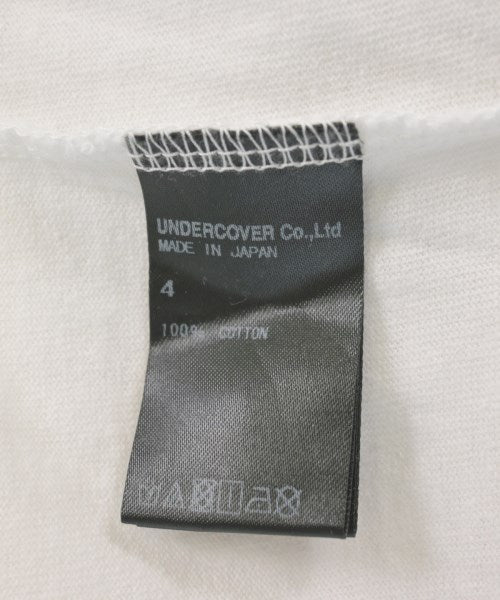 UNDERCOVER Co.,Ltd
MADE IN JAPAN
4
100% COTTON